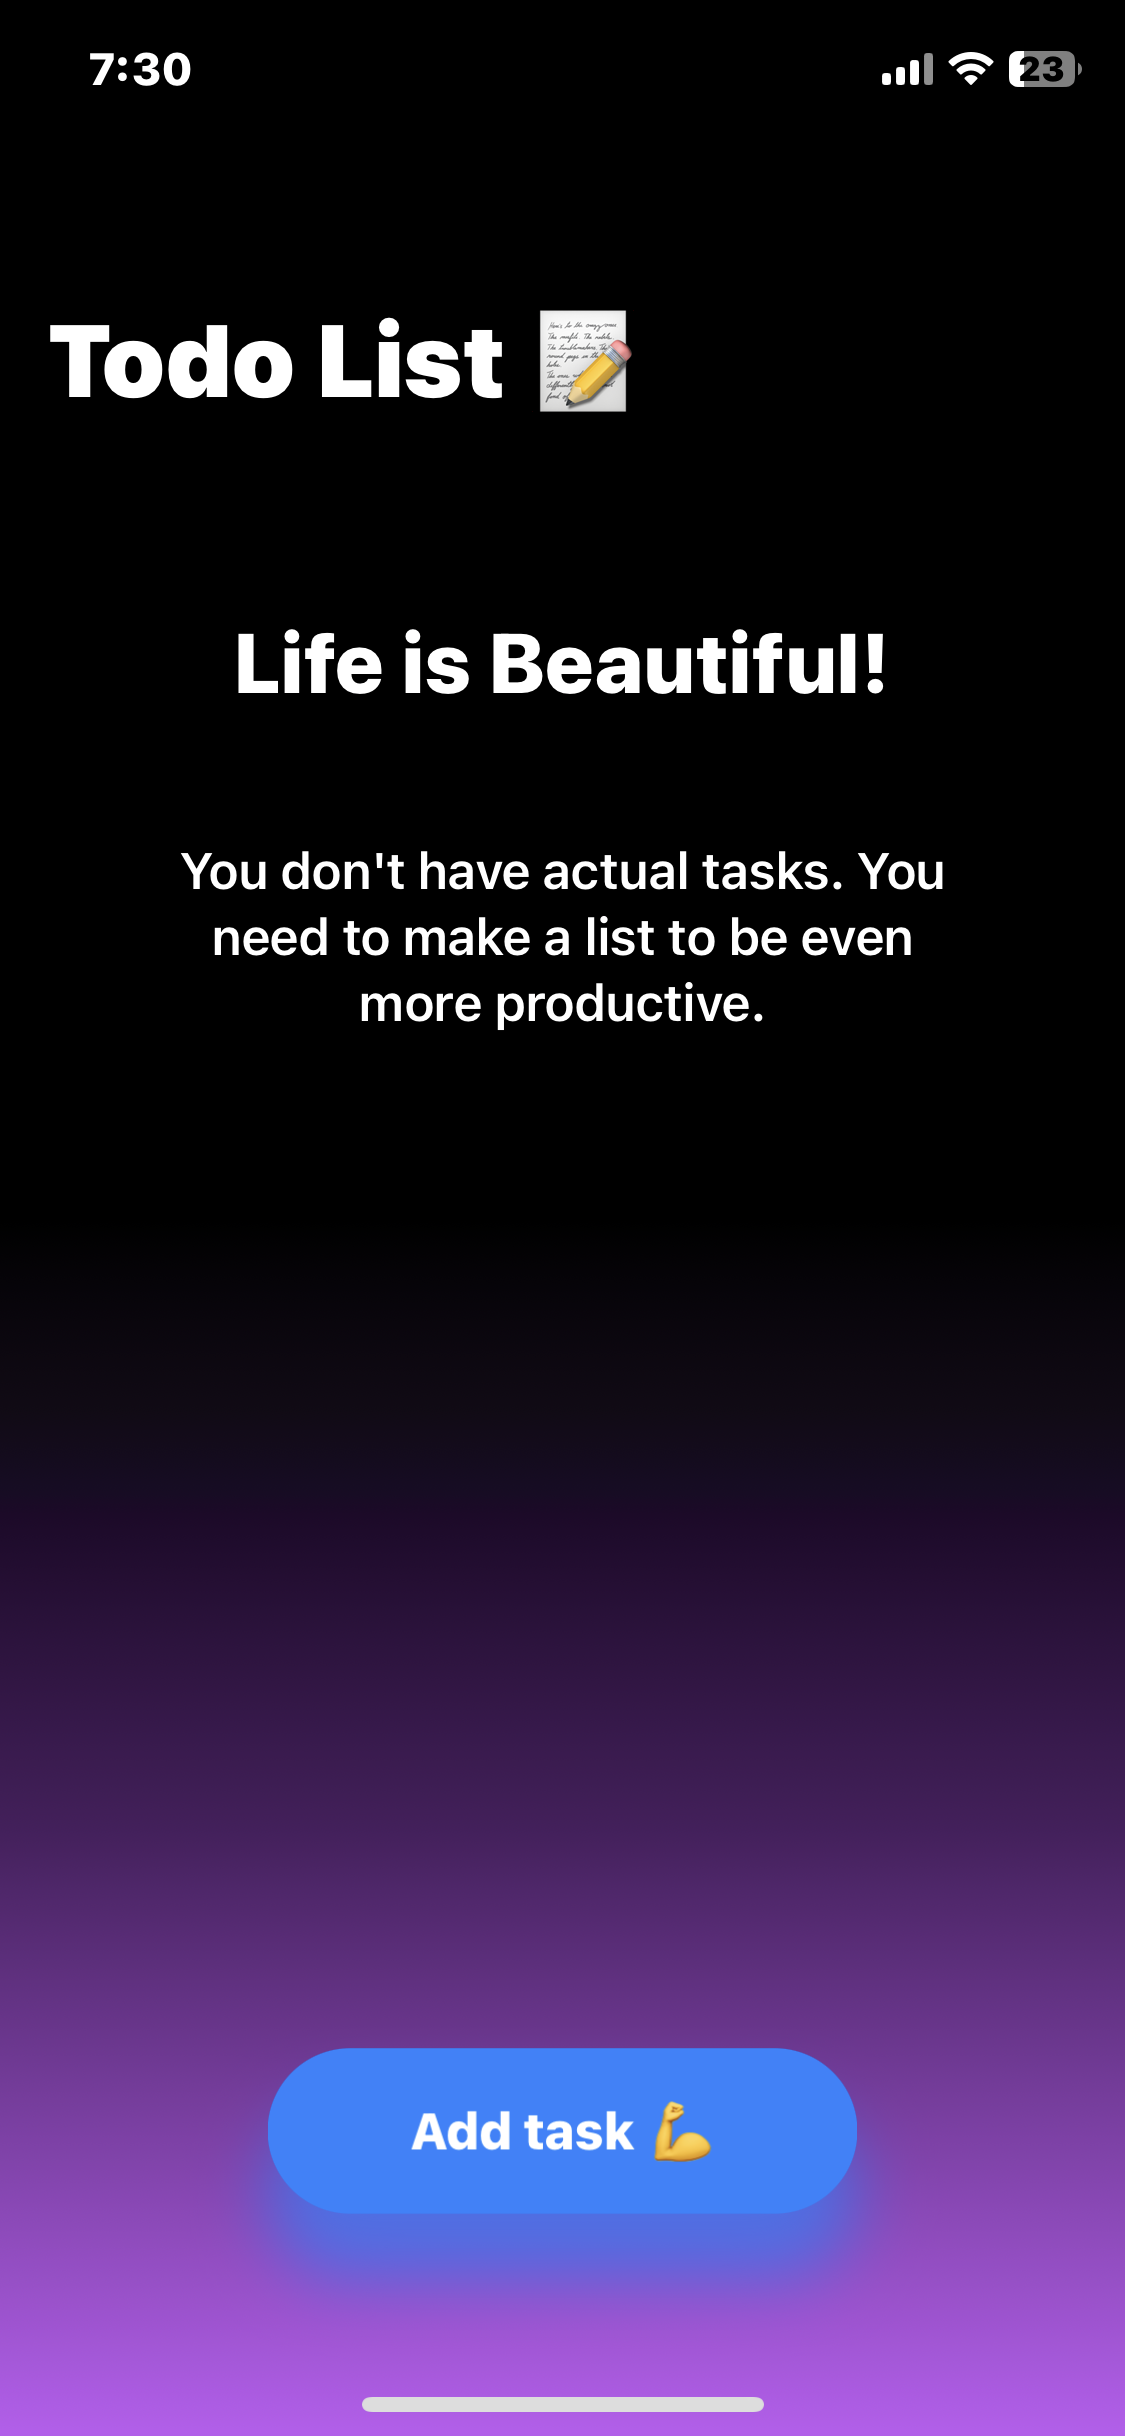 7:30
23
Todo List 📝
Life is Beautiful!
You don't have actual tasks. You
need to make a list to be even
more productive.
Add task 💪